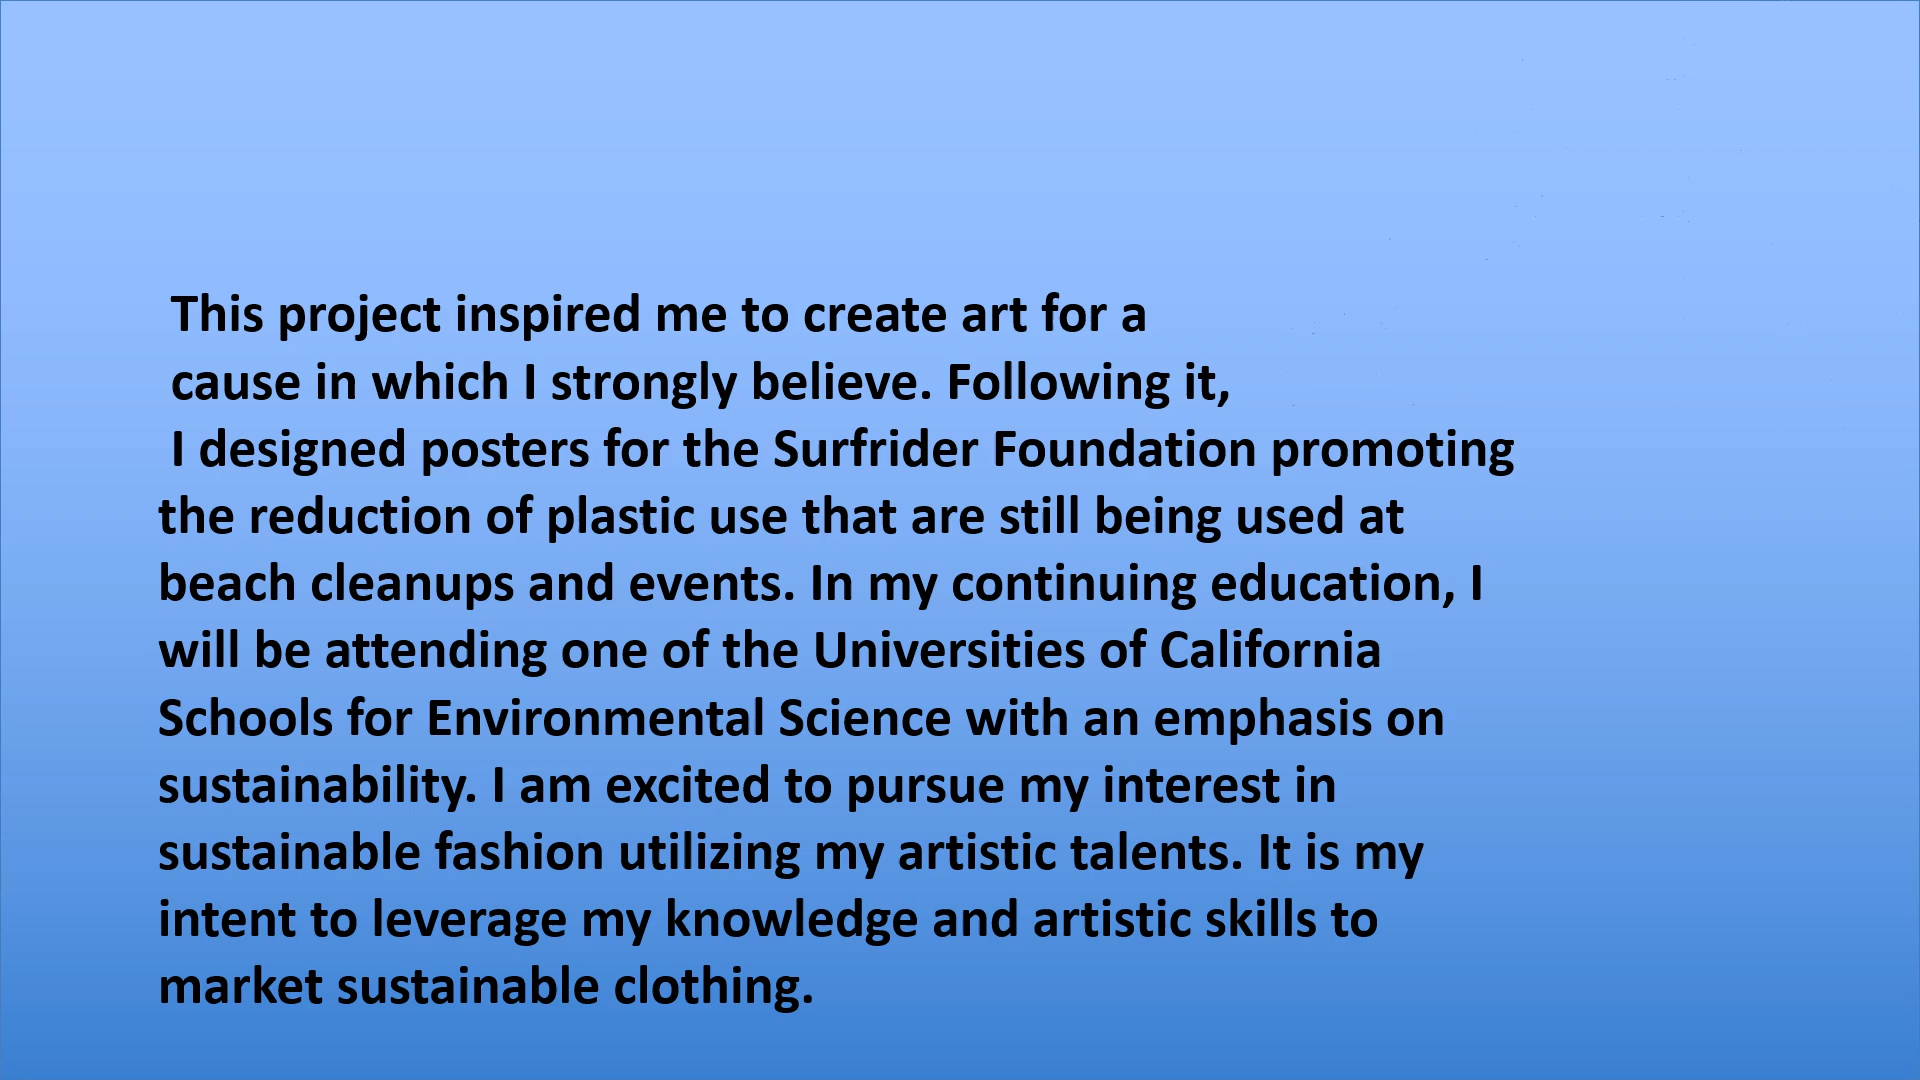 This project inspired me to create art for a
cause in which I strongly believe. Following it,
I designed posters for the Surfrider Foundation promoting
the reduction of plastic use that are still being used at
beach cleanups and events. In my continuing education, I
will be attending one of the Universities of California
Schools for Environmental Science with an emphasis on
sustainability. I am excited to pursue my interest in
sustainable fashion utilizing my artistic talents. It is my
intent to leverage my knowledge and artistic skills to
market sustainable clothing.